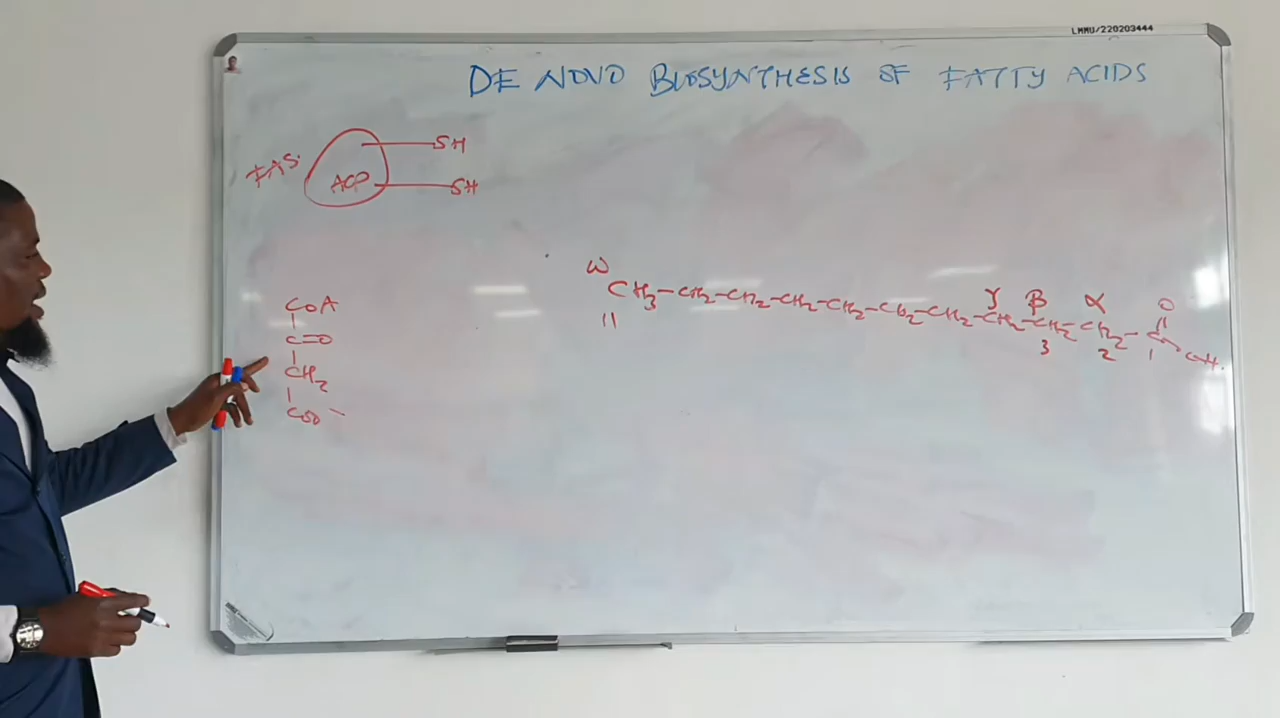 LMMU/220203444
DE NOVO BIOSYNTHESIS OF FATTY ACIDS
FAS
SH
ACP
SH
ω
CH3-CH2-CH2-CH2-CH2-CH2-CH2-CH2-CH2-CH2-C-OH
γ β α O
11 3 2 1
CoA
C=O
CH2
COO-